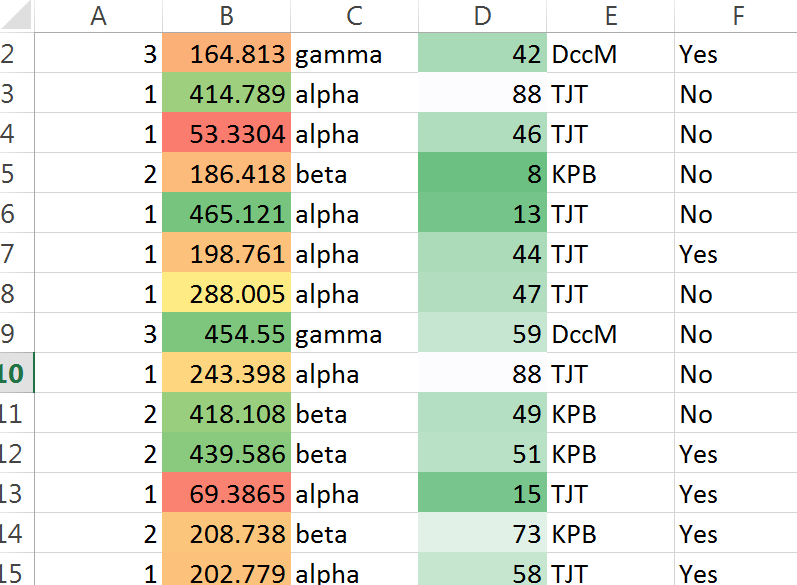 A B C D E F
2 3 164.813 gamma 42 DccM Yes
3 1 414.789 alpha 88 TJT No
4 1 53.3304 alpha 46 TJT No
5 2 186.418 beta 8 KPB No
6 1 465.121 alpha 13 TJT No
7 1 198.761 alpha 44 TJT Yes
8 1 288.005 alpha 47 TJT No
9 3 454.55 gamma 59 DccM No
10 1 243.398 alpha 88 TJT No
11 2 418.108 beta 49 KPB No
12 2 439.586 beta 51 KPB Yes
13 1 69.3865 alpha 15 TJT Yes
14 2 208.738 beta 73 KPB Yes
15 1 202.779 alpha 58 TJT Yes